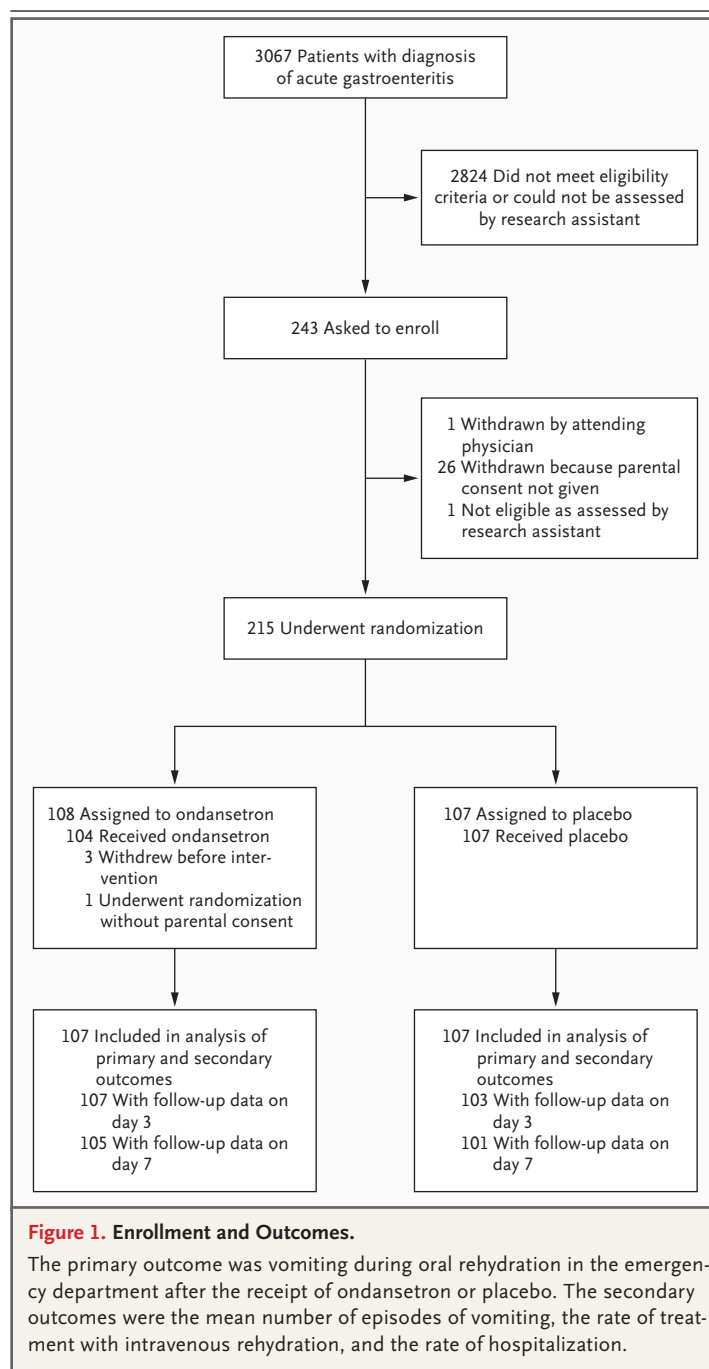 3067 Patients with diagnosis
of acute gastroenteritis
2824 Did not meet eligibility
criteria or could not be assessed
by research assistant
243 Asked to enroll
1 Withdrawn by attending
physician
26 Withdrawn because parental
consent not given
1 Not eligible as assessed by
research assistant
215 Underwent randomization
108 Assigned to ondansetron
104 Received ondansetron
3 Withdrew before inter-
vention
1 Underwent randomization
without parental consent
107 Assigned to placebo
107 Received placebo
107 Included in analysis of
primary and secondary
outcomes
107 With follow-up data on
day 3
105 With follow-up data on
day 7
107 Included in analysis of
primary and secondary
outcomes
103 With follow-up data on
day 3
101 With follow-up data on
day 7
Figure 1. Enrollment and Outcomes.
The primary outcome was vomiting during oral rehydration in the emergen-
cy department after the receipt of ondansetron or placebo. The secondary
outcomes were the mean number of episodes of vomiting, the rate of treat-
ment with intravenous rehydration, and the rate of hospitalization.